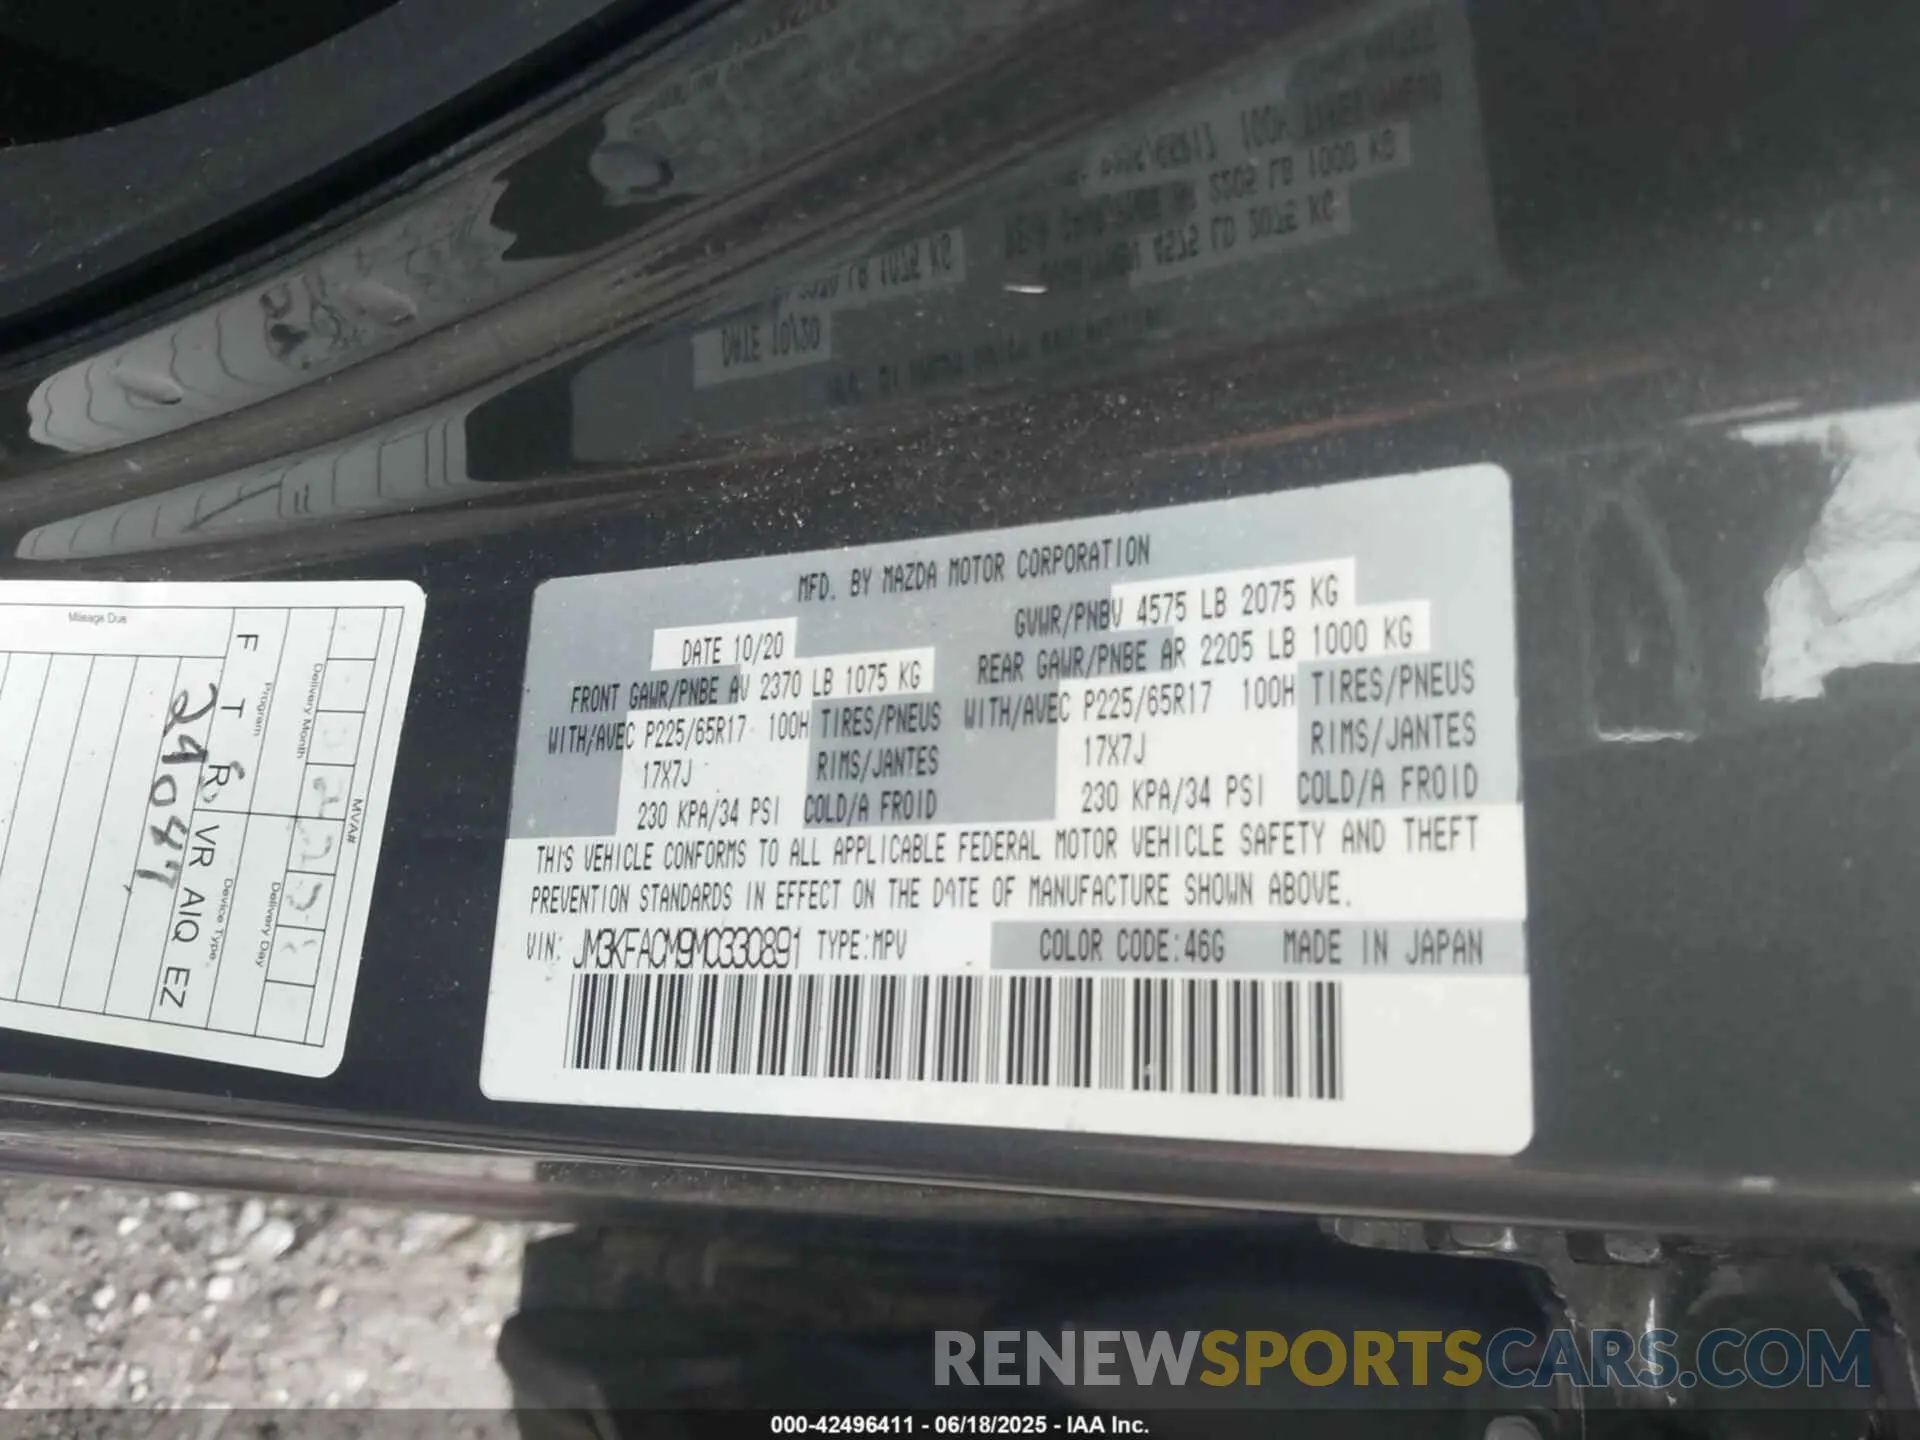 MFD. BY MAZDA MOTOR CORPORATION
DATE 10/20
GVWR/PNBV 4575 LB 2075 KG
FRONT GAWR/PNBE AV 2370 LB 1075 KG
REAR GAWR/PNBE AR 2205 LB 1000 KG
WITH/AVEC P225/65R17 100H TIRES/PNEUS
WITH/AVEC P225/65R17 100H TIRES/PNEUS
17X7J RIMS/JANTES
17X7J RIMS/JANTES
230 KPA/34 PSI COLD/A FROID
230 KPA/34 PSI COLD/A FROID
THIS VEHICLE CONFORMS TO ALL APPLICABLE FEDERAL MOTOR VEHICLE SAFETY AND THEFT
PREVENTION STANDARDS IN EFFECT ON THE DATE OF MANUFACTURE SHOWN ABOVE.
VIN: JM3KFACM9M0330891 TYPE:MPV COLOR CODE:46G MADE IN JAPAN
MVA#
Delivery Month
Delivery Day
Program
Device Type
F T R VR AIQ EZ
Mileage Due
29047
RENEWSPORTSCARS.COM
000-42496411 - 06/18/2025 - IAA Inc.